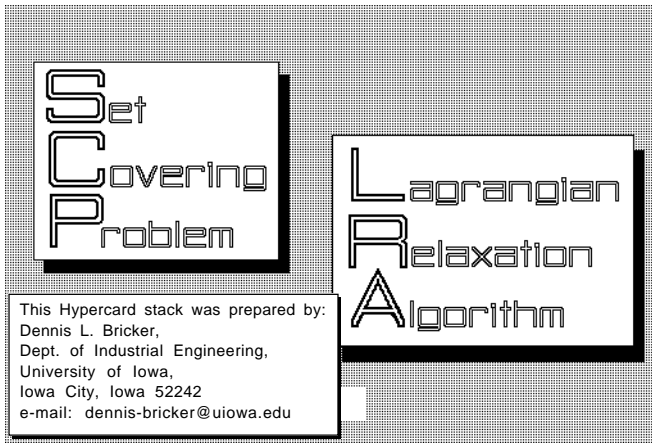 Set
Covering
Problem
Lagrangian
Relaxation
Algorithm
This Hypercard stack was prepared by:
Dennis L. Bricker,
Dept. of Industrial Engineering,
University of Iowa,
Iowa City, Iowa 52242
e-mail: dennis-bricker@uiowa.edu